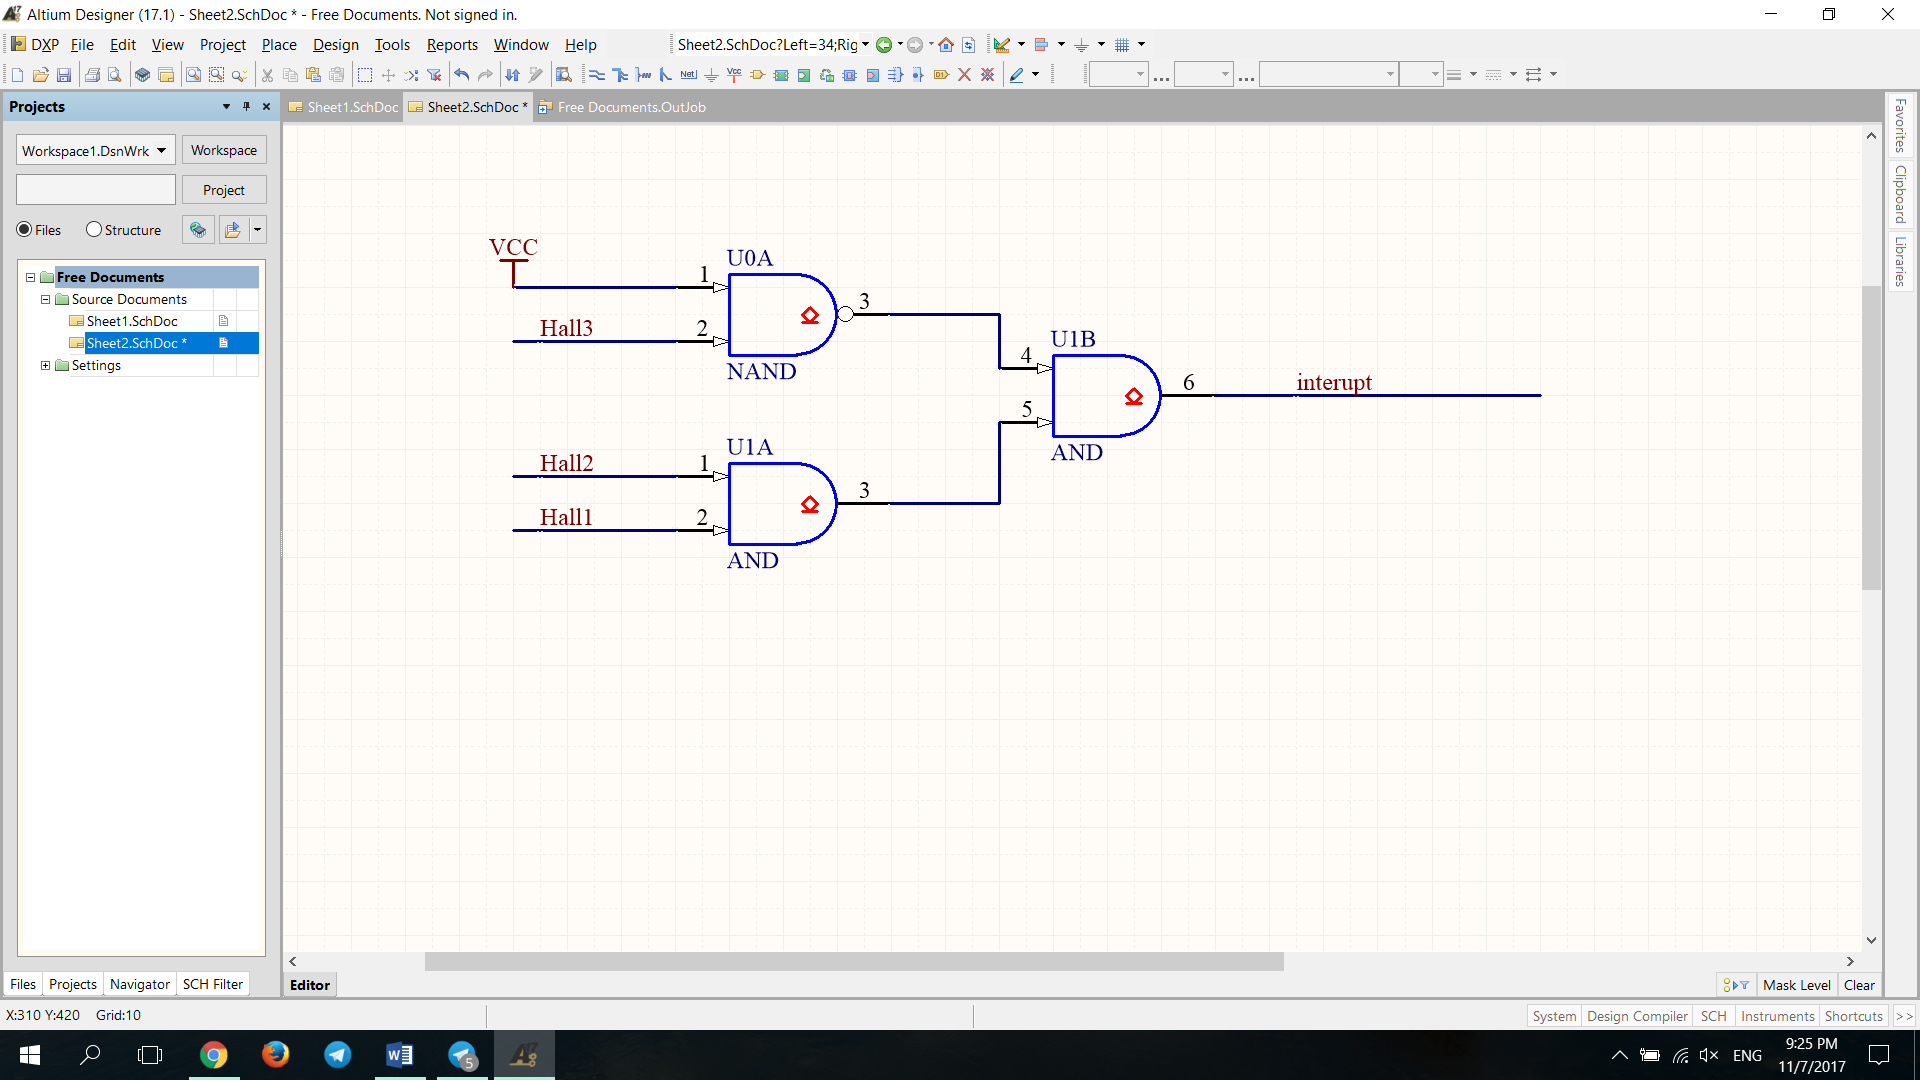 Altium Designer (17.1) - Sheet2.SchDoc * - Free Documents. Not signed in.
DXP File Edit View Project Place Design Tools Reports Window Help Sheet2.SchDoc?Left=34;Rig
Net Vcc
Projects
Sheet1.SchDoc Sheet2.SchDoc * Free Documents.OutJob
Workspace1.DsnWrk Workspace
Project
Files Structure
Free Documents
Source Documents
Sheet1.SchDoc
Sheet2.SchDoc *
Settings
VCC
U0A
1
Hall3 2
3
NAND
U1B
4
5
6 interupt
AND
U1A
Hall2 1
Hall1 2
3
AND
Favorites
Clipboard
Libraries
Files Projects Navigator SCH Filter
Editor
Mask Level Clear
X:310 Y:420 Grid:10
System Design Compiler SCH Instruments Shortcuts >>
5
ENG
9:25 PM
11/7/2017